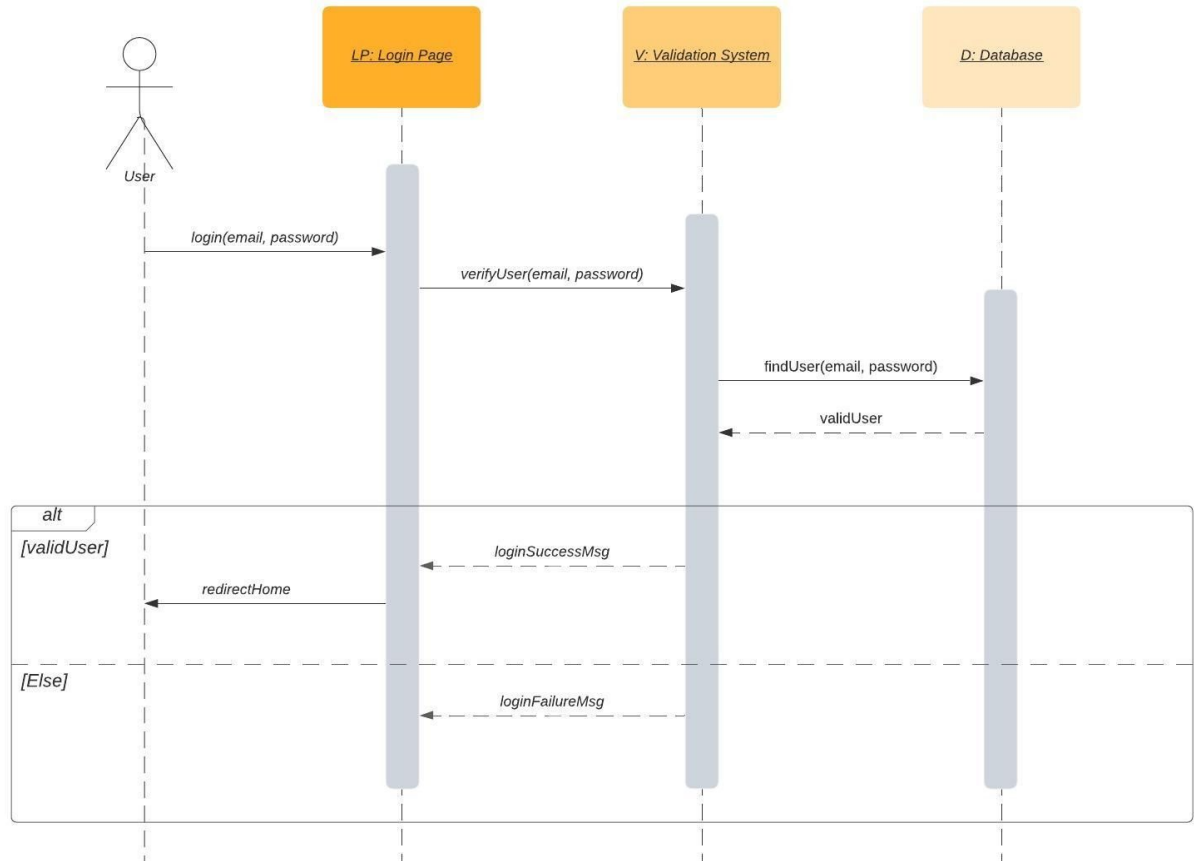 LP: Login Page
V: Validation System
D: Database
User
login(email, password)
verifyUser(email, password)
findUser(email, password)
validUser
alt
[validUser]
loginSuccessMsg
redirectHome
[Else]
loginFailureMsg